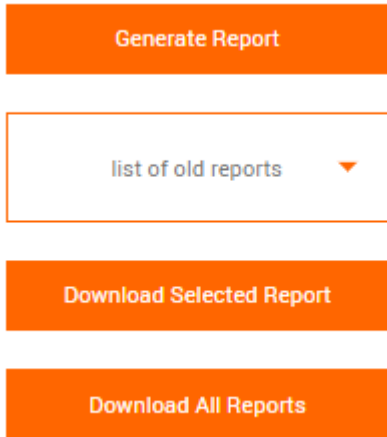 Generate Report
list of old reports
Download Selected Report
Download All Reports